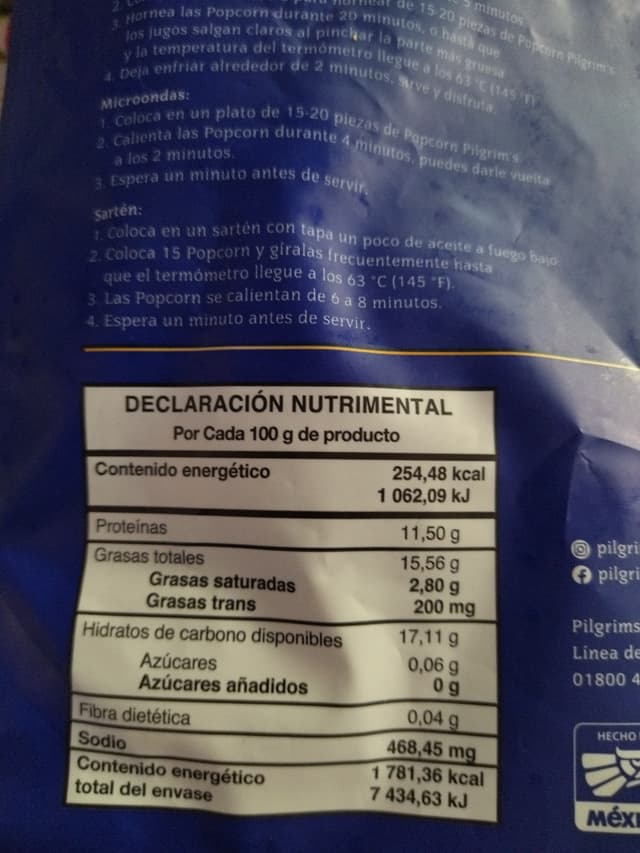 5 minutos.
de 15-20 piezas de Popcorn Pilgrim's
3. Hornea las Popcorn durante 20 minutos, o hasta que
los jugos salgan claros al pinchar la parte más gruesa
y la temperatura del termómetro llegue a los 63 °C (145 °F)
4. Deja enfriar alrededor de 2 minutos, sirve y disfruta.
Microondas:
1. Coloca en un plato de 15-20 piezas de Popcorn Pilgrim's
2. Calienta las Popcorn durante 4 minutos, puedes darle vuelta
a los 2 minutos.
3. Espera un minuto antes de servir.
Sartén:
1. Coloca en un sartén con tapa un poco de aceite a fuego bajo
2. Coloca 15 Popcorn y gíralas frecuentemente hasta
que el termómetro llegue a los 63 °C (145 °F).
3. Las Popcorn se calientan de 6 a 8 minutos.
4. Espera un minuto antes de servir.
DECLARACIÓN NUTRIMENTAL
Por Cada 100 g de producto
Contenido energético 254,48 kcal
1 062,09 kJ
Proteínas 11,50 g
Grasas totales 15,56 g
Grasas saturadas 2,80 g
Grasas trans 200 mg
Hidratos de carbono disponibles 17,11 g
Azúcares 0,06 g
Azúcares añadidos 0 g
Fibra dietética 0,04 g
Sodio 468,45 mg
Contenido energético 1 781,36 kcal
total del envase 7 434,63 kJ
pilgri
pilgri
Pilgrims
Línea de
01800 4
HECHO
MÉXI